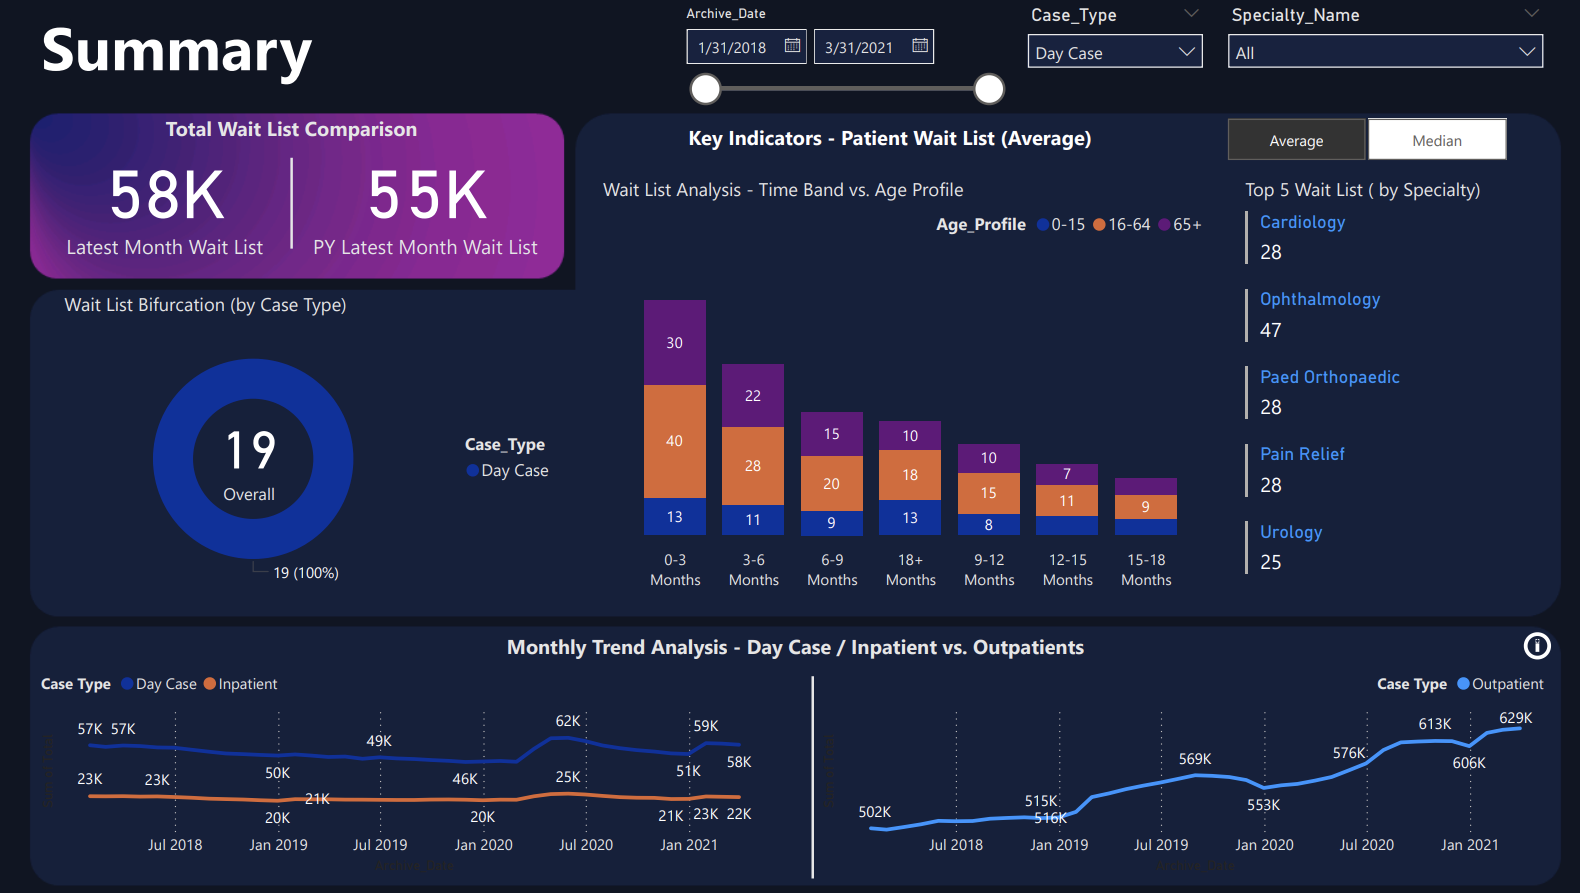 Summary
Archive_Date
1/31/2018
3/31/2021
Case_Type
Day Case
Specialty_Name
All
Total Wait List Comparison
58K
Latest Month Wait List
55K
PY Latest Month Wait List
Key Indicators - Patient Wait List (Average)
Average
Median
Wait List Analysis - Time Band vs. Age Profile
Age_Profile 0-15 16-64 65+
30
40
13
22
28
11
15
20
9
10
18
13
10
15
8
7
11
9
0-3 Months
3-6 Months
6-9 Months
18+ Months
9-12 Months
12-15 Months
15-18 Months
Top 5 Wait List ( by Specialty)
Cardiology
28
Ophthalmology
47
Paed Orthopaedic
28
Pain Relief
28
Urology
25
Wait List Bifurcation (by Case Type)
19
Overall
19 (100%)
Case_Type
Day Case
Monthly Trend Analysis - Day Case / Inpatient vs. Outpatients
Case Type Day Case Inpatient
57K 57K 50K 49K 46K 62K 51K 59K 58K
23K 23K 20K 21K 20K 25K 21K 23K 22K
Jul 2018 Jan 2019 Jul 2019 Jan 2020 Jul 2020 Jan 2021
Archive_Date
Case Type Outpatient
502K 515K 516K 569K 553K 576K 613K 606K 629K
Jul 2018 Jan 2019 Jul 2019 Jan 2020 Jul 2020 Jan 2021
Archive_Date